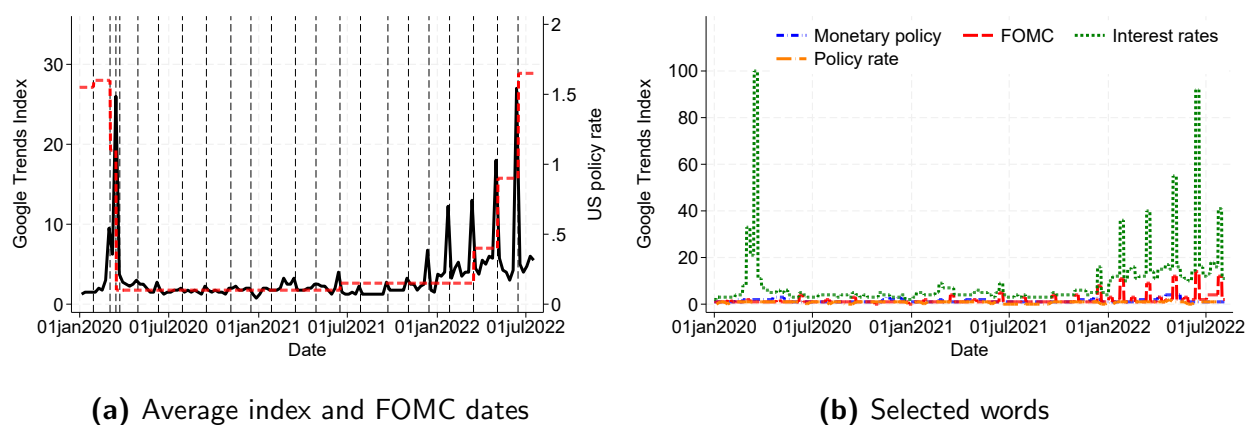 Google Trends Index
30
20
10
0
2
1.5
1
.5
0
US policy rate
01jan2020 01jul2020 01jan2021 01jul2021 01jan2022 01jul2022
Date
(a) Average index and FOMC dates
Monetary policy FOMC Interest rates
Policy rate
Google Trends Index
100
80
60
40
20
0
01jan2020 01jul2020 01jan2021 01jul2021 01jan2022 01jul2022
Date
(b) Selected words